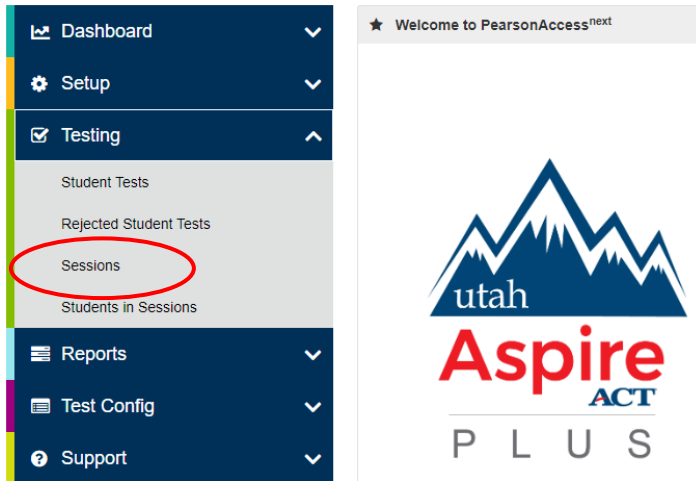 Dashboard
Setup
Testing
Student Tests
Rejected Student Tests
Sessions
Students in Sessions
Reports
Test Config
Support
Welcome to PearsonAccessnext
utah
Aspire
ACT
PLUS